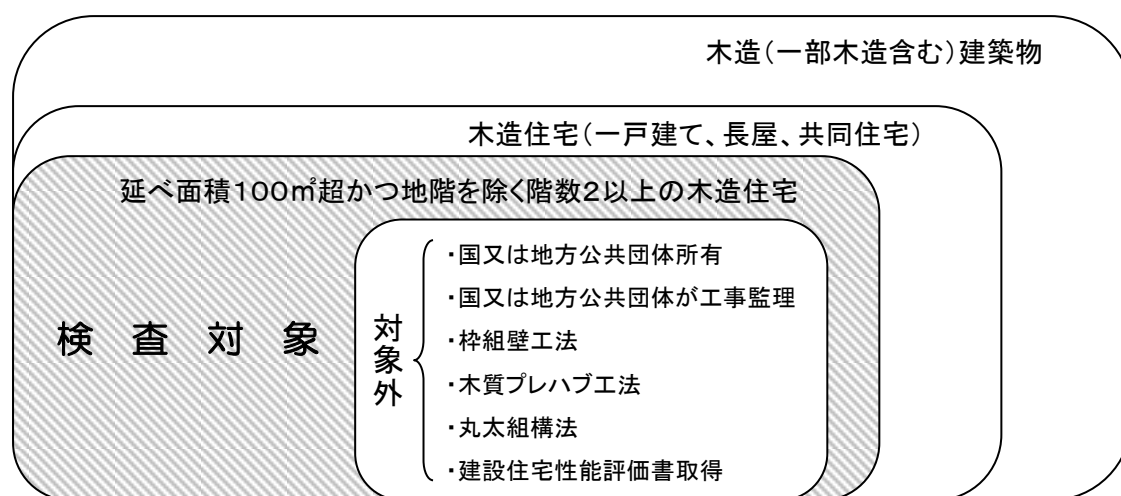 木造(一部木造含む)建築物
木造住宅(一戸建て、長屋、共同住宅)
延べ面積100㎡超かつ地階を除く階数2以上の木造住宅
検査対象
対象外
・国又は地方公共団体所有
・国又は地方公共団体が工事監理
・枠組壁工法
・木質プレハブ工法
・丸太組構法
・建設住宅性能評価書取得